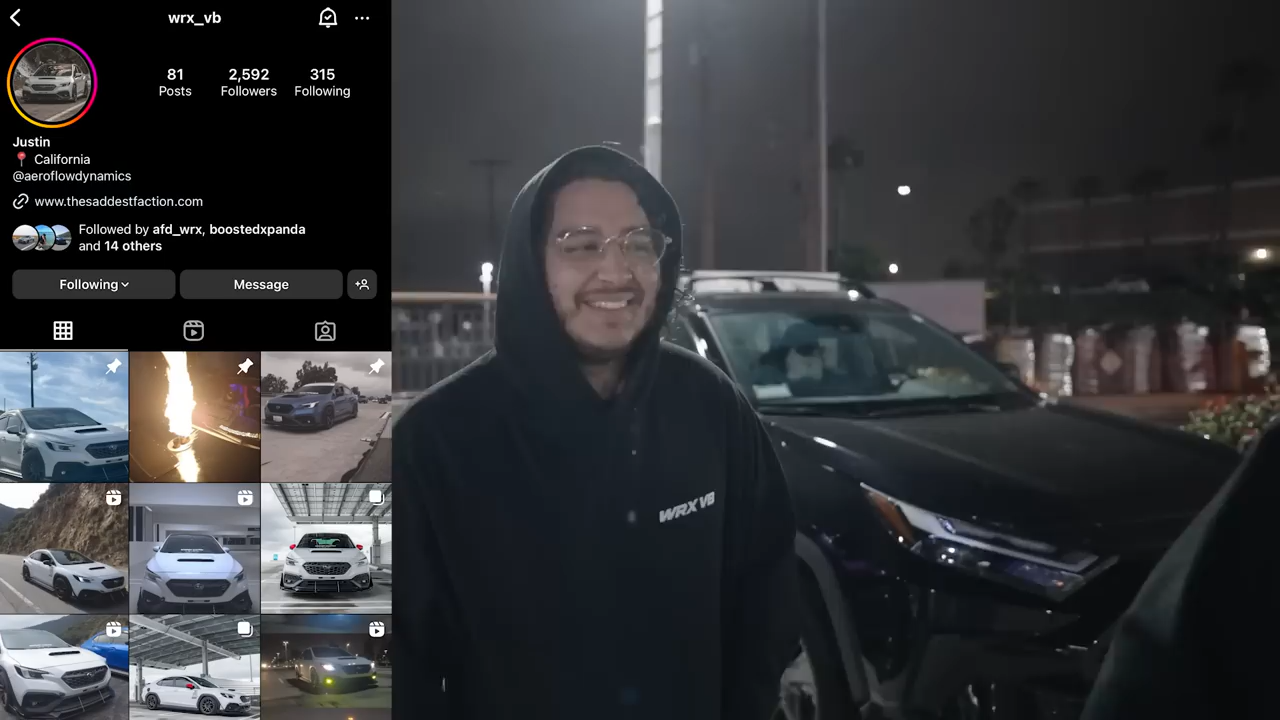 wrx_vb
81
2,592
315
Posts
Followers
Following
Justin
📍 California
@aeroflowdynamics
www.thesaddestfaction.com
Followed by afd_wrx, boostedxpanda
and 14 others
Following
Message
WRX VB